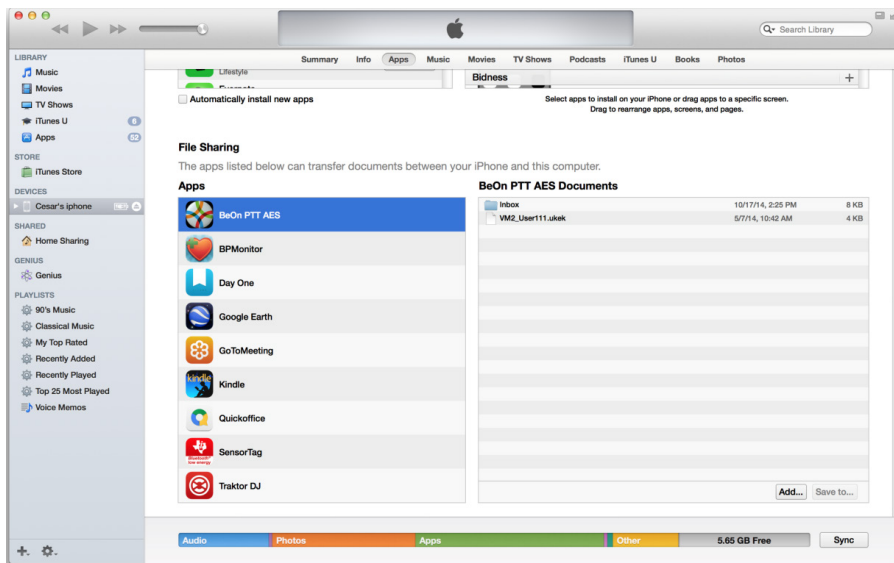 Search Library
LIBRARY
Music
Movies
TV Shows
iTunes U
Apps
52
STORE
iTunes Store
DEVICES
Cesar's iphone
SHARED
Home Sharing
GENIUS
Genius
PLAYLISTS
90's Music
Classical Music
My Top Rated
Recently Added
Recently Played
Top 25 Most Played
Voice Memos
Summary Info Apps Music Movies TV Shows Podcasts iTunes U Books Photos
Lifestyle
Bidness
Automatically install new apps
Select apps to install on your iPhone or drag apps to a specific screen.
Drag to rearrange apps, screens, and pages.
File Sharing
The apps listed below can transfer documents between your iPhone and this computer.
Apps
BeOn PTT AES
BPMonitor
Day One
Google Earth
GoToMeeting
kindle
Kindle
Quickoffice
SensorTag
Traktor DJ
BeOn PTT AES Documents
Inbox 10/17/14, 2:25 PM 8 KB
VM2_User111.ukek 5/7/14, 10:42 AM 4 KB
Add... Save to...
Audio Photos Apps Other 5.65 GB Free Sync